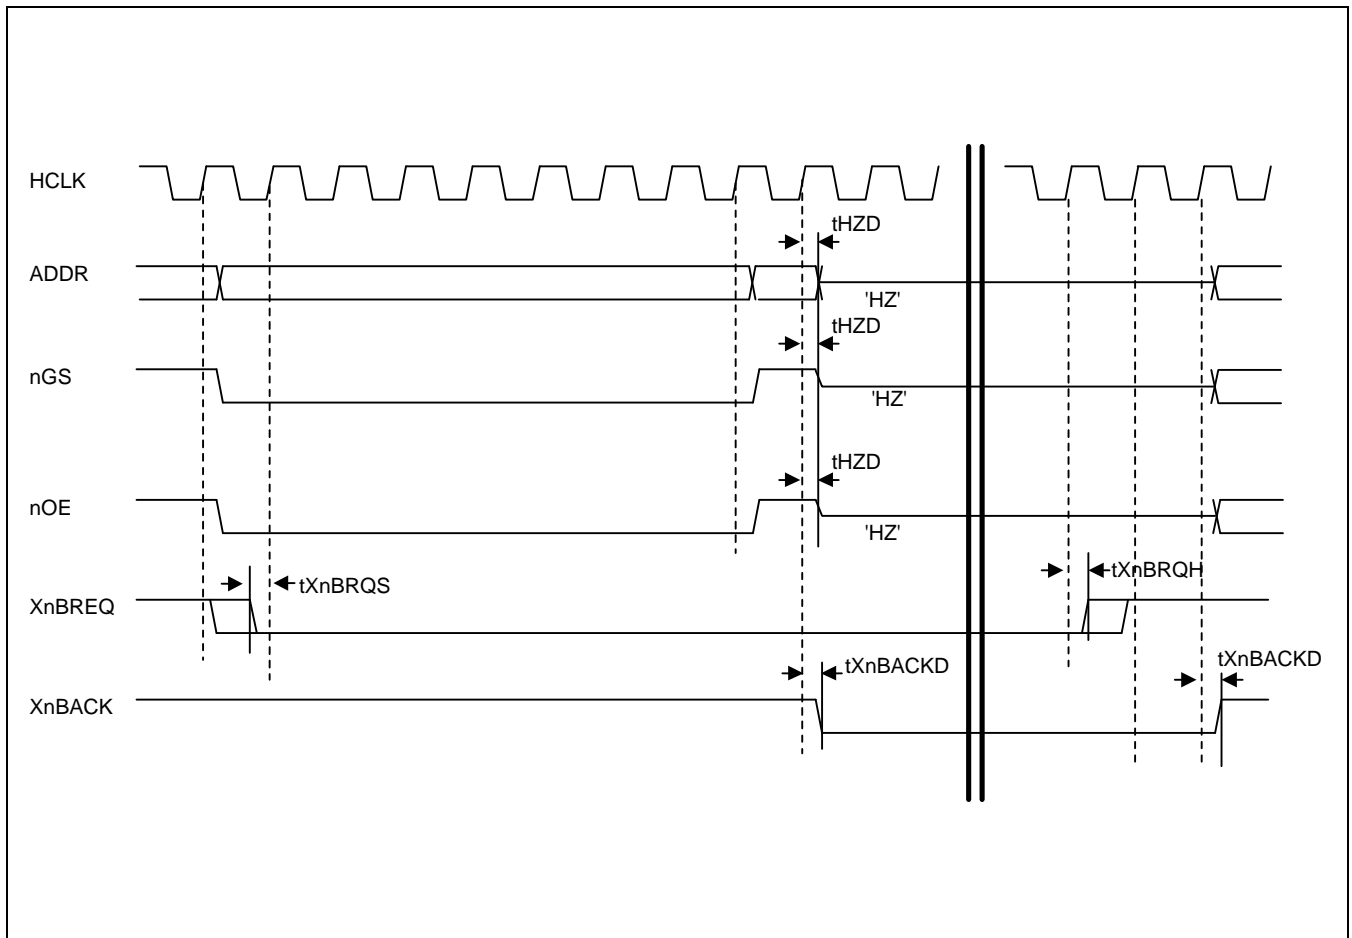 HCLK
tHZD
ADDR
'HZ'
tHZD
nGS
'HZ'
tHZD
nOE
'HZ'
tXnBRQS
tXnBRQH
XnBREQ
tXnBACKD
tXnBACKD
XnBACK